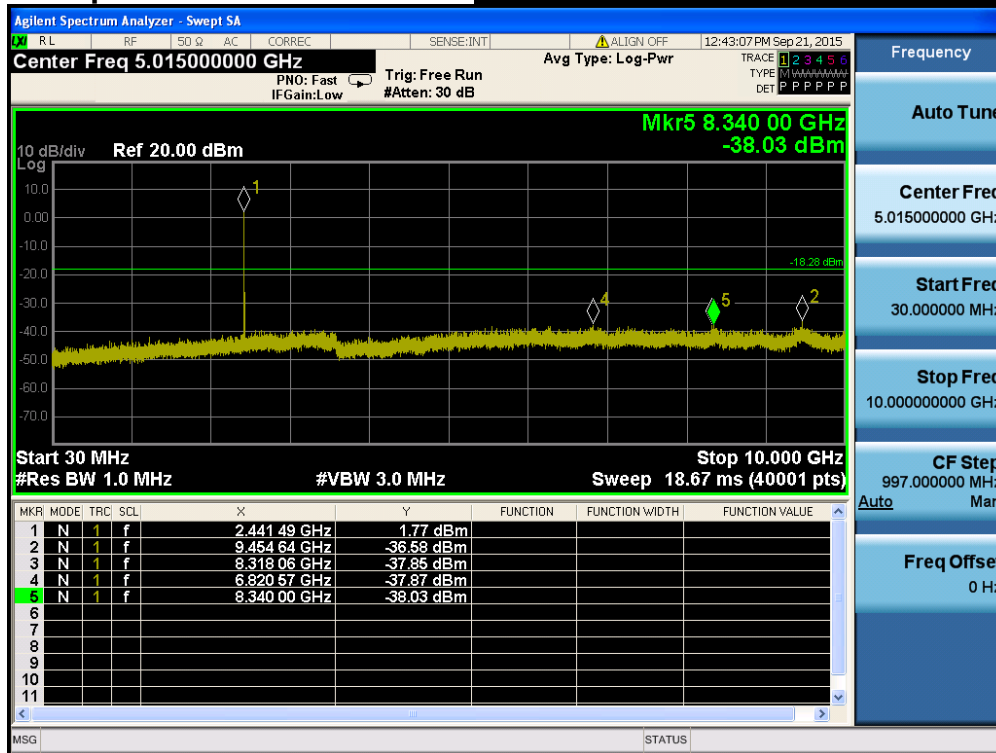 Agilent Spectrum Analyzer - Swept SA
LXI RL RF 50 Ω AC CORREC SENSE:INT ALIGN OFF 12:43:07 PM Sep 21, 2015
Center Freq 5.015000000 GHz
PNO: Fast
IFGain:Low
Trig: Free Run
#Atten: 30 dB
Avg Type: Log-Pwr
TRACE 1 2 3 4 5 6
TYPE M
DET P P P P P P
Mkr5 8.340 00 GHz
-38.03 dBm
10 dB/div Ref 20.00 dBm
Log
10.0
0.00
-10.0
-20.0
-30.0
-40.0
-50.0
-60.0
-70.0
1
-18.28 dBm
4
5
2
Start 30 MHz Stop 10.000 GHz
#Res BW 1.0 MHz #VBW 3.0 MHz Sweep 18.67 ms (40001 pts)
MKR MODE TRC SCL X Y FUNCTION FUNCTION WIDTH FUNCTION VALUE
1 N 1 f 2.441 49 GHz 1.77 dBm
2 N 1 f 9.454 64 GHz -36.58 dBm
3 N 1 f 8.318 06 GHz -37.85 dBm
4 N 1 f 6.820 57 GHz -37.87 dBm
5 N 1 f 8.340 00 GHz -38.03 dBm
6
7
8
9
10
11
MSG STATUS
Frequency
Auto Tune
Center Freq
5.015000000 GHz
Start Freq
30.000000 MHz
Stop Freq
10.000000000 GHz
CF Step
997.000000 MHz
Auto Man
Freq Offset
0 Hz